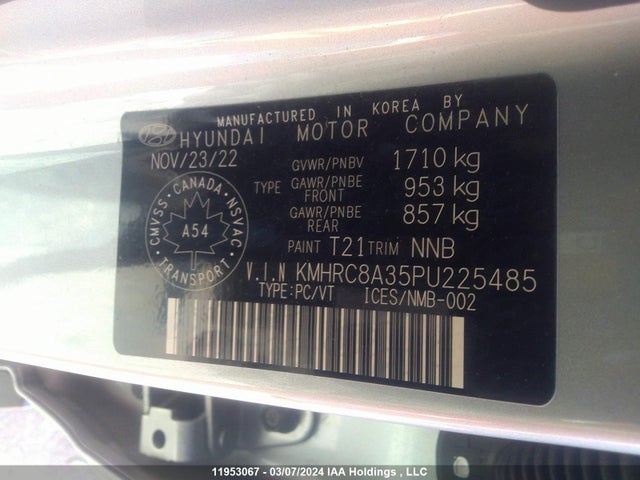 MANUFACTURED IN KOREA BY
HYUNDAI MOTOR COMPANY
NOV/23/22
GVWR/PNBV 1710 kg
TYPE GAWR/PNBE FRONT 953 kg
GAWR/PNBE REAR 857 kg
PAINT T21 TRIM NNB
CMVSS · CANADA · NSVAC
A54
TRANSPORT
V.I.N KMHRC8A35PU225485
TYPE:PC/VT ICES/NMB-002
11953067 - 03/07/2024 IAA Holdings , LLC